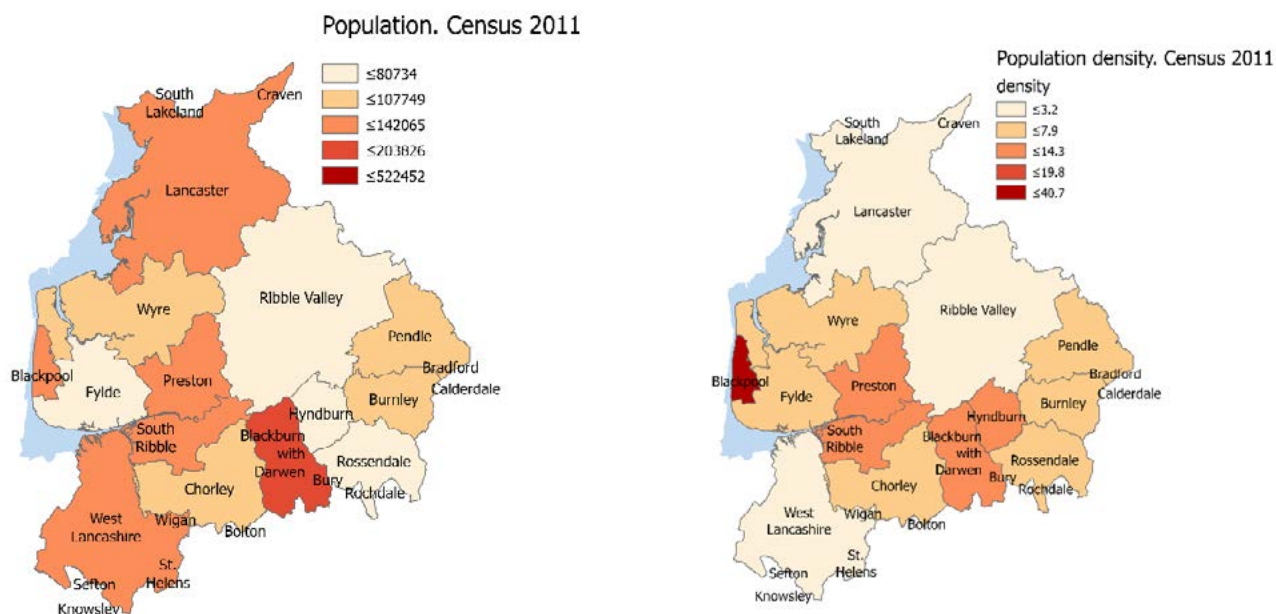 Population. Census 2011
≤80734
≤107749
≤142065
≤203826
≤522452
South
Lakeland
Craven
Lancaster
Wyre
Ribble Valley
Pendle
Blackpool
Fylde
Preston
Bradford
Calderdale
Burnley
Hyndburn
South
Ribble
Blackburn
with
Darwen
Rossendale
Bury
Rochdale
Chorley
West
Lancashire
Wigan
Bolton
St.
Helens
Sefton
Knowsley
Population density. Census 2011
density
≤3.2
≤7.9
≤14.3
≤19.8
≤40.7
South
Lakeland
Craven
Lancaster
Wyre
Ribble Valley
Pendle
Blackpool
Fylde
Preston
Bradford
Calderdale
Burnley
Hyndburn
South
Ribble
Blackburn
with
Darwen
Rossendale
Bury
Rochdale
Chorley
West
Lancashire
Wigan
Bolton
St.
Helens
Sefton
Knowsley